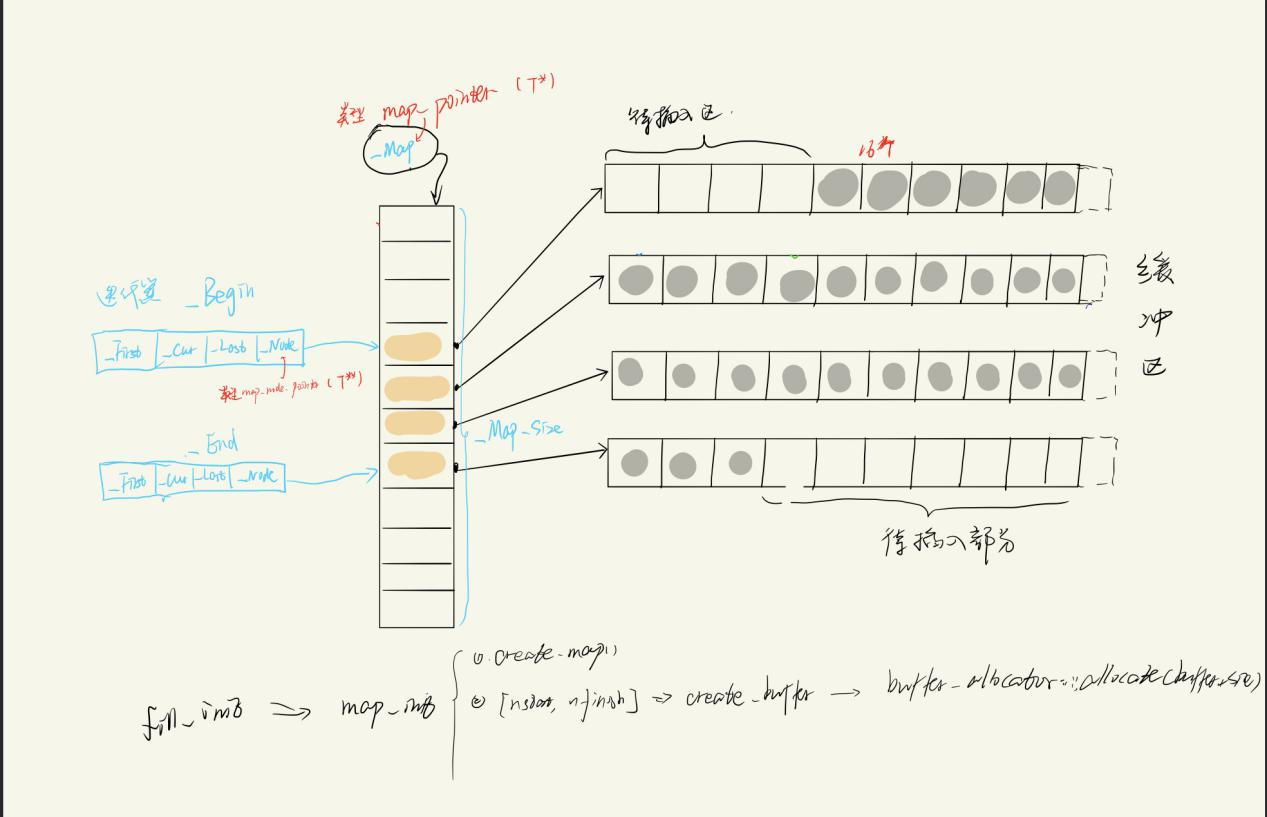 类型 map_pointer (T*)
_Map
待插入区
迭代器 _Begin
_First _Cur _Last _Node
类型 map_node_pointer (T**)
_End
_First _Cur _Last _Node
_Map_Size
缓
冲
区
待插入部分
①. create_map()
② [nstart, nfinish] => create_buffer → buffer_allocator::allocate(buffer_size)
fill_init => map_init